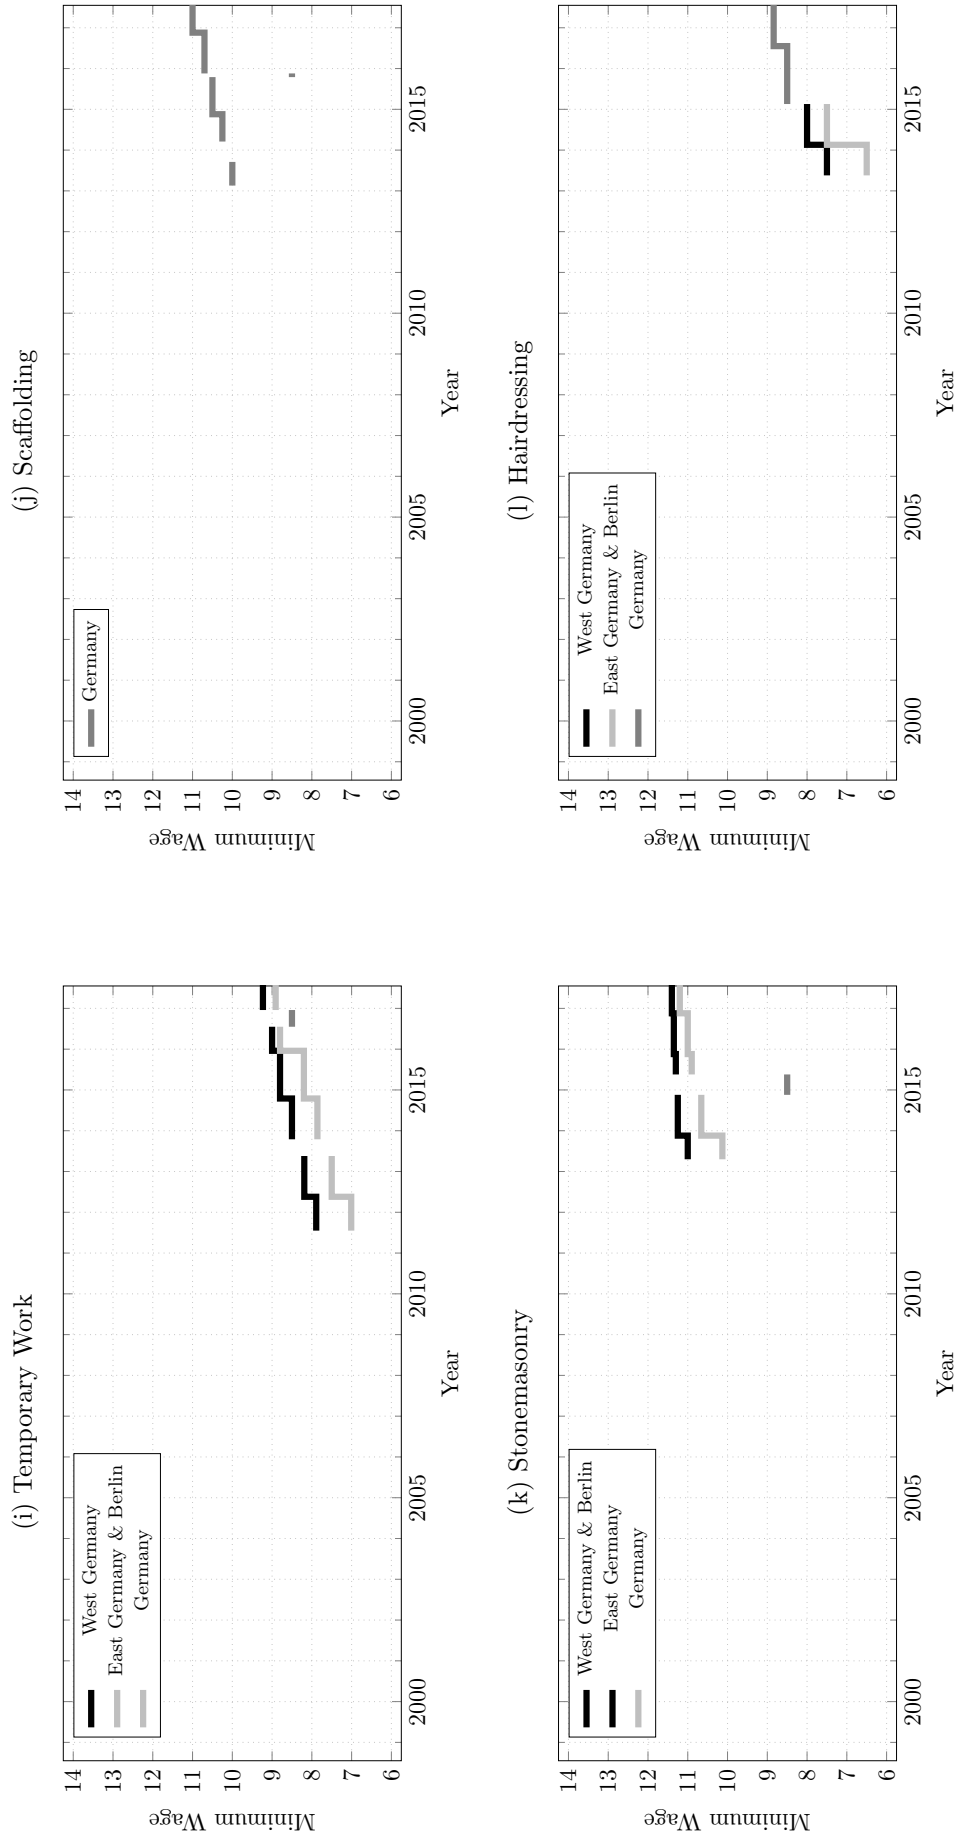 (i) Temporary Work
West Germany
East Germany & Berlin
Germany
14
13
12
11
10
9
8
7
6
Minimum Wage
2000
2005
2010
2015
Year
(j) Scaffolding
Germany
14
13
12
11
10
9
8
7
6
Minimum Wage
2000
2005
2010
2015
Year
(k) Stonemasonry
West Germany & Berlin
East Germany
Germany
14
13
12
11
10
9
8
7
6
Minimum Wage
2000
2005
2010
2015
Year
(l) Hairdressing
West Germany
East Germany & Berlin
Germany
14
13
12
11
10
9
8
7
6
Minimum Wage
2000
2005
2010
2015
Year